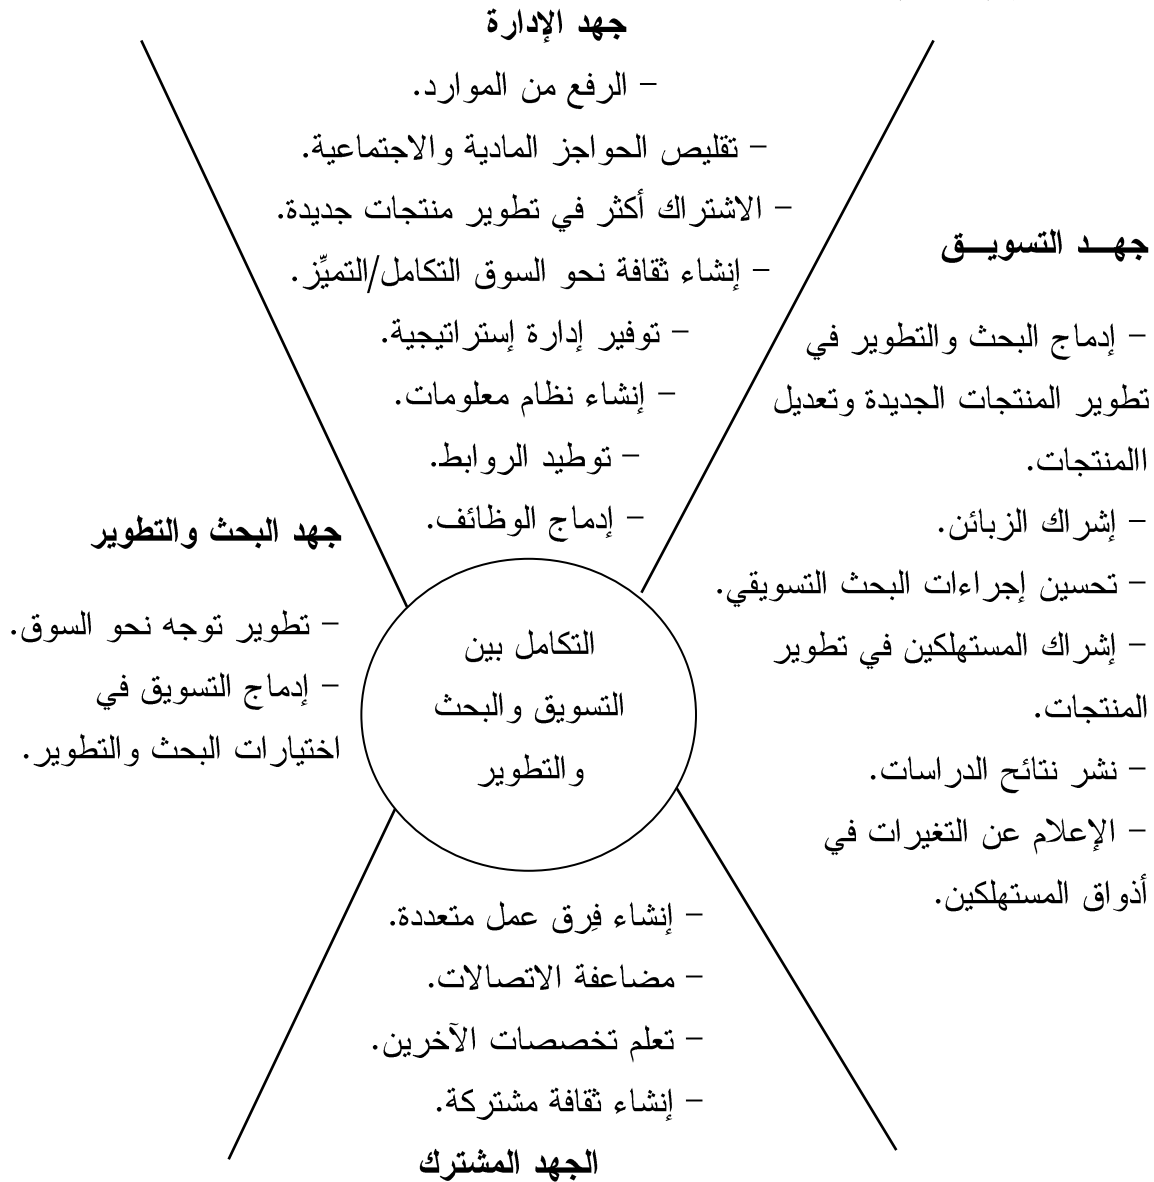 جهد الإدارة
– الرفع من الموارد.
– تقليص الحواجز المادية والاجتماعية.
– الاشتراك أكثر في تطوير منتجات جديدة.
– إنشاء ثقافة نحو السوق التكامل/التميِّز.
– توفير إدارة إستراتيجية.
– إنشاء نظام معلومات.
– توطيد الروابط.
– إدماج الوظائف.
جهـــد التسويـــق
– إدماج البحث والتطوير في
تطوير المنتجات الجديدة وتعديل
االمنتجات.
– إشراك الزبائن.
– تحسين إجراءات البحث التسويقي.
– إشراك المستهلكين في تطوير
المنتجات.
– نشر نتائح الدراسات.
– الإعلام عن التغيرات في
أذواق المستهلكين.
التكامل بين
التسويق والبحث
والتطوير
جهد البحث والتطوير
– تطوير توجه نحو السوق.
– إدماج التسويق في
اختيارات البحث والتطوير.
– إنشاء فِرق عمل متعددة.
– مضاعفة الاتصالات.
– تعلم تخصصات الآخرين.
– إنشاء ثقافة مشتركة.
الجهد المشترك